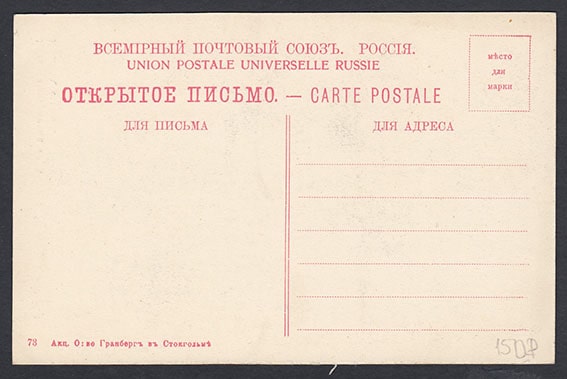 ВСЕМІРНЫЙ ПОЧТОВЫЙ СОЮЗЪ. РОССІЯ.
UNION POSTALE UNIVERSELLE RUSSIE
ОТКРЫТОЕ ПИСЬМО. — CARTE POSTALE
мѣсто
для
марки
ДЛЯ ПИСЬМА
ДЛЯ АДРЕСА
73 Акц. О:во Гранбергъ въ Стокгольмѣ